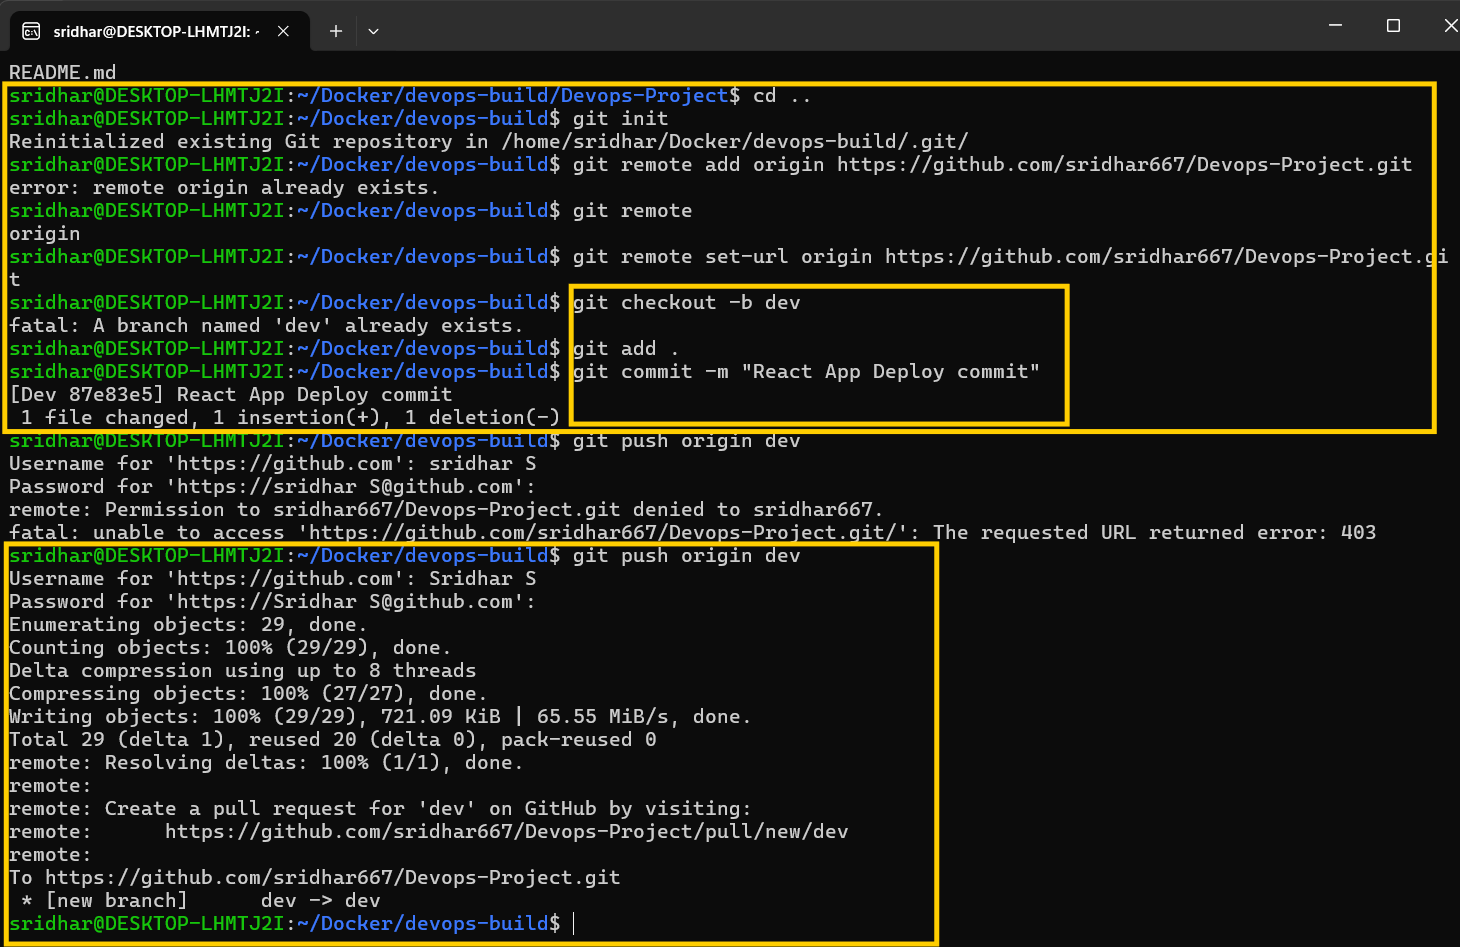 sridhar@DESKTOP-LHMTJ2I: ~
README.md
sridhar@DESKTOP-LHMTJ2I:~/Docker/devops-build/Devops-Project$ cd ..
sridhar@DESKTOP-LHMTJ2I:~/Docker/devops-build$ git init
Reinitialized existing Git repository in /home/sridhar/Docker/devops-build/.git/
sridhar@DESKTOP-LHMTJ2I:~/Docker/devops-build$ git remote add origin https://github.com/sridhar667/Devops-Project.git
error: remote origin already exists.
sridhar@DESKTOP-LHMTJ2I:~/Docker/devops-build$ git remote
origin
sridhar@DESKTOP-LHMTJ2I:~/Docker/devops-build$ git remote set-url origin https://github.com/sridhar667/Devops-Project.gi
t
sridhar@DESKTOP-LHMTJ2I:~/Docker/devops-build$ git checkout -b dev
fatal: A branch named 'dev' already exists.
sridhar@DESKTOP-LHMTJ2I:~/Docker/devops-build$ git add .
sridhar@DESKTOP-LHMTJ2I:~/Docker/devops-build$ git commit -m "React App Deploy commit"
[Dev 87e83e5] React App Deploy commit
 1 file changed, 1 insertion(+), 1 deletion(-)
sridhar@DESKTOP-LHMTJ2I:~/Docker/devops-build$ git push origin dev
Username for 'https://github.com': sridhar S
Password for 'https://sridhar S@github.com':
remote: Permission to sridhar667/Devops-Project.git denied to sridhar667.
fatal: unable to access 'https://github.com/sridhar667/Devops-Project.git/': The requested URL returned error: 403
sridhar@DESKTOP-LHMTJ2I:~/Docker/devops-build$ git push origin dev
Username for 'https://github.com': Sridhar S
Password for 'https://Sridhar S@github.com':
Enumerating objects: 29, done.
Counting objects: 100% (29/29), done.
Delta compression using up to 8 threads
Compressing objects: 100% (27/27), done.
Writing objects: 100% (29/29), 721.09 KiB | 65.55 MiB/s, done.
Total 29 (delta 1), reused 20 (delta 0), pack-reused 0
remote: Resolving deltas: 100% (1/1), done.
remote:
remote: Create a pull request for 'dev' on GitHub by visiting:
remote:      https://github.com/sridhar667/Devops-Project/pull/new/dev
remote:
To https://github.com/sridhar667/Devops-Project.git
 * [new branch]      dev -> dev
sridhar@DESKTOP-LHMTJ2I:~/Docker/devops-build$